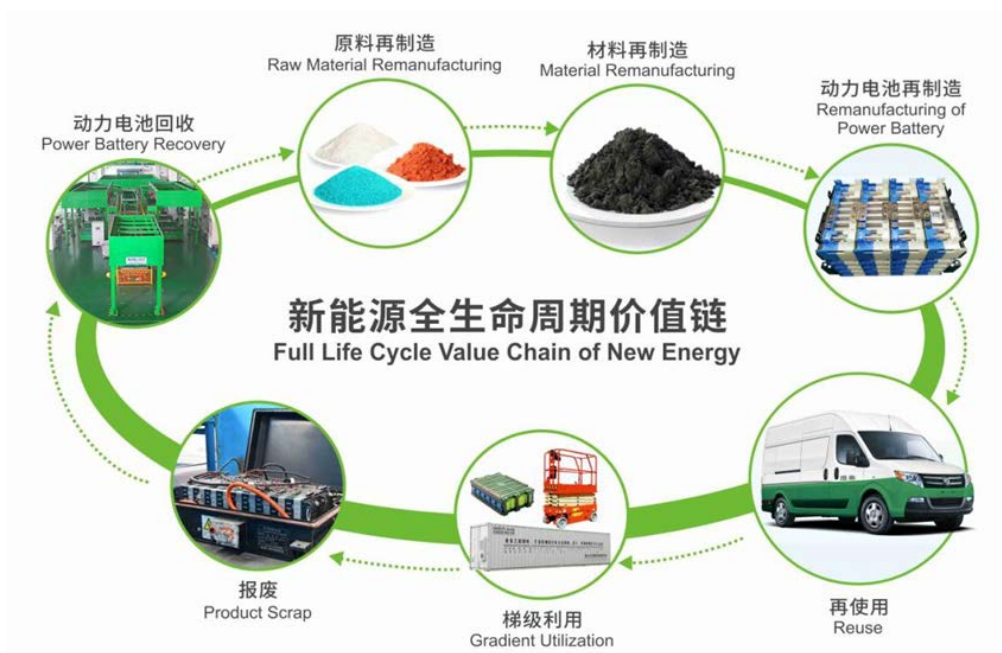 原料再制造
Raw Material Remanufacturing
材料再制造
Material Remanufacturing
动力电池再制造
Remanufacturing of
Power Battery
动力电池回收
Power Battery Recovery
新能源全生命周期价值链
Full Life Cycle Value Chain of New Energy
报废
Product Scrap
梯级利用
Gradient Utilization
再使用
Reuse